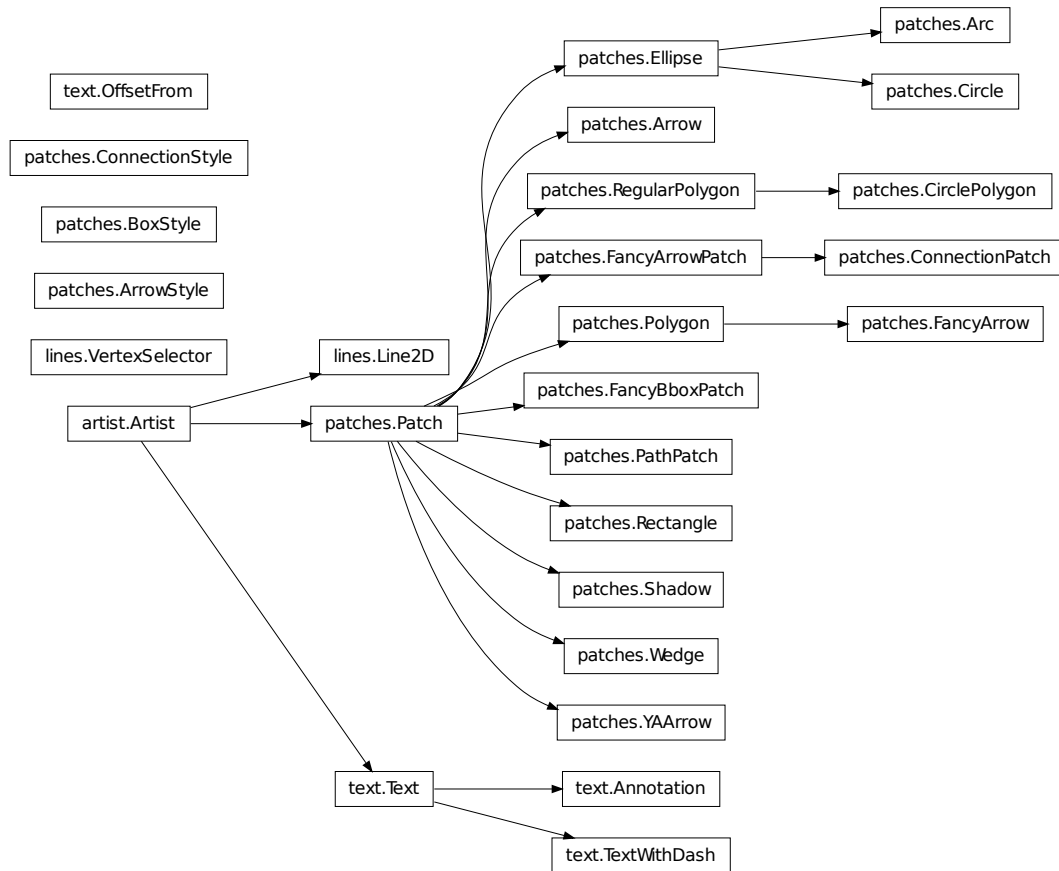 patches.Arc
patches.Ellipse
text.OffsetFrom
patches.Circle
patches.Arrow
patches.ConnectionStyle
patches.RegularPolygon
patches.CirclePolygon
patches.BoxStyle
patches.FancyArrowPatch
patches.ConnectionPatch
patches.ArrowStyle
patches.Polygon
patches.FancyArrow
lines.VertexSelector
lines.Line2D
patches.FancyBboxPatch
artist.Artist
patches.Patch
patches.PathPatch
patches.Rectangle
patches.Shadow
patches.Wedge
patches.YAArrow
text.Text
text.Annotation
text.TextWithDash